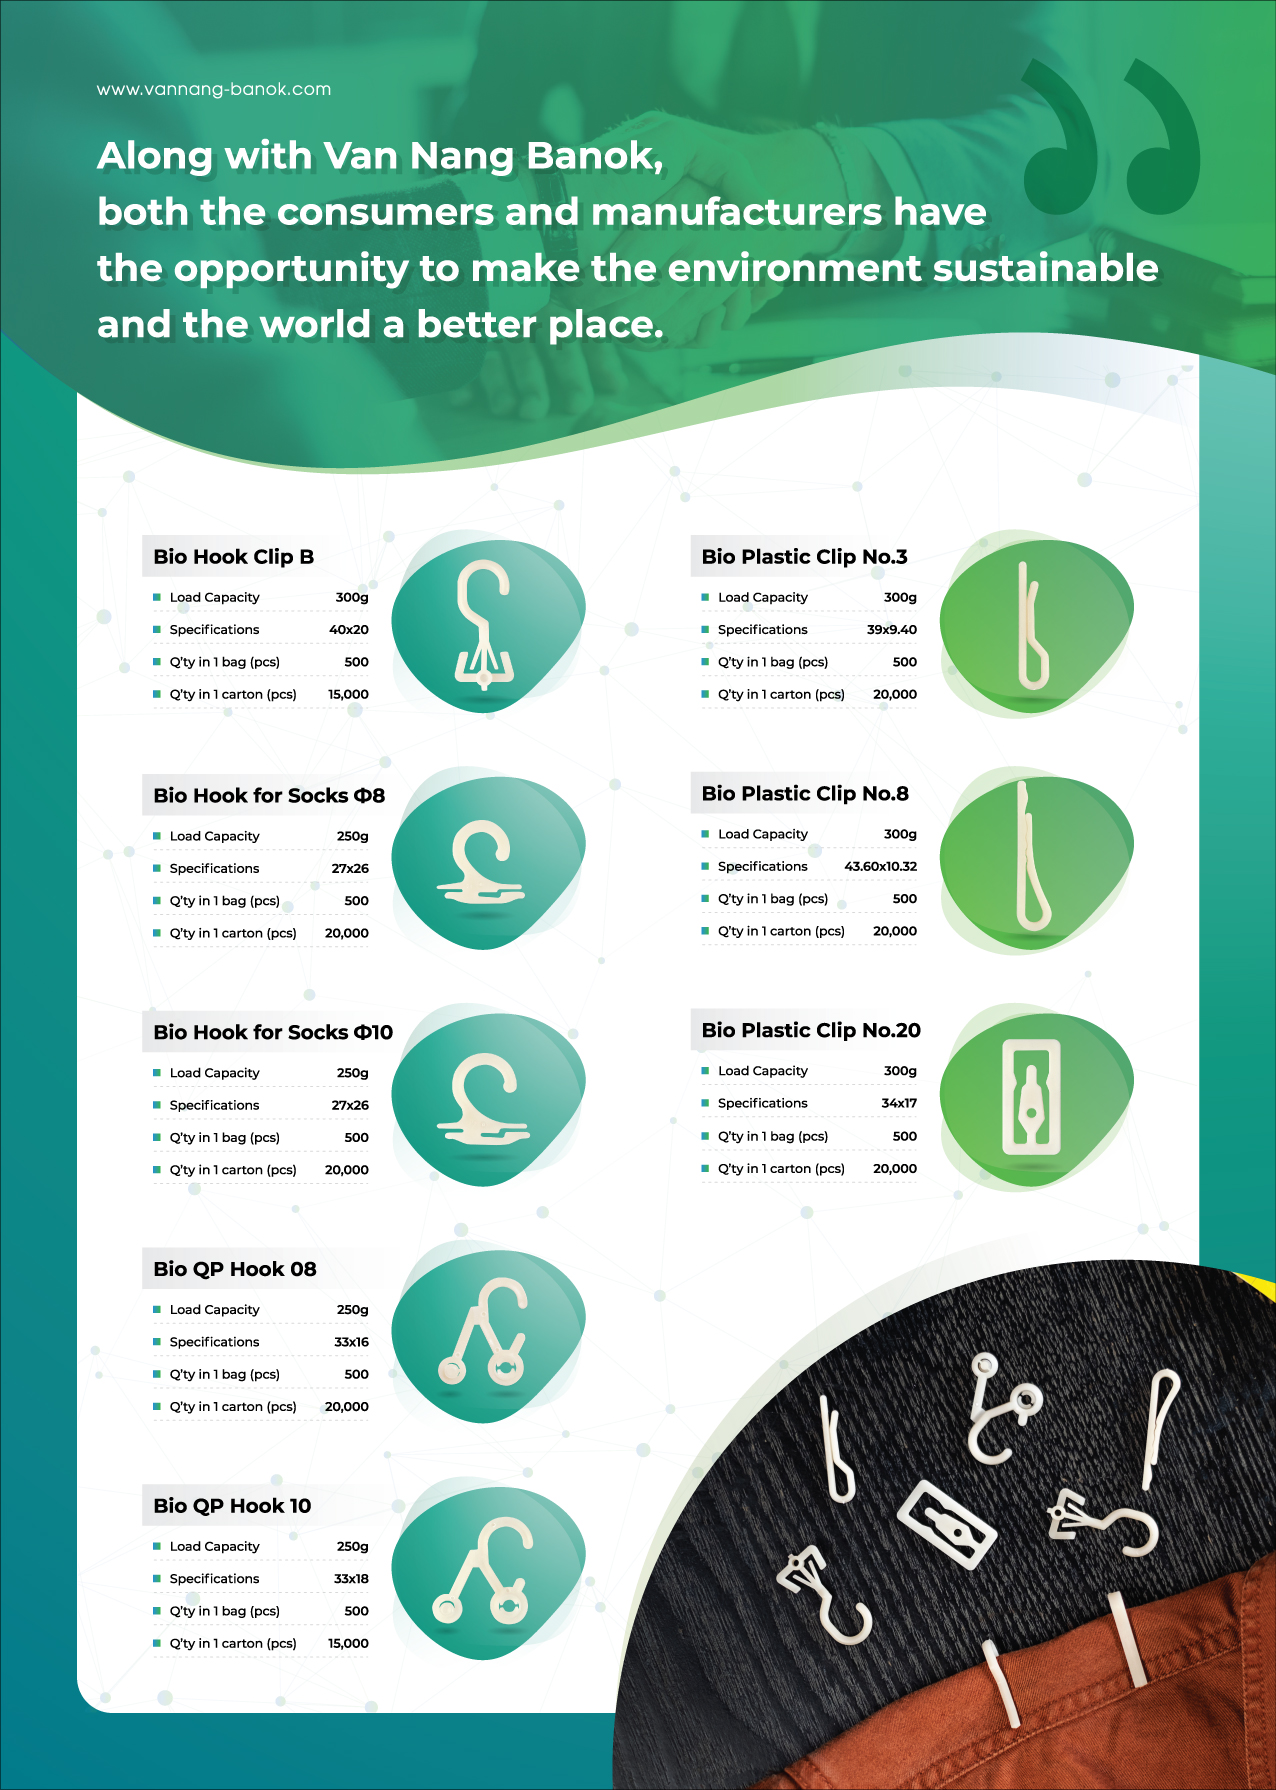 www.vannang-banok.com
Along with Van Nang Banok,
both the consumers and manufacturers have
the opportunity to make the environment sustainable
and the world a better place.
Bio Hook Clip B
Load Capacity 300g
Specifications 40x20
Q'ty in 1 bag (pcs) 500
Q'ty in 1 carton (pcs) 15,000
Bio Hook for Socks Φ8
Load Capacity 250g
Specifications 27x26
Q'ty in 1 bag (pcs) 500
Q'ty in 1 carton (pcs) 20,000
Bio Hook for Socks Φ10
Load Capacity 250g
Specifications 27x26
Q'ty in 1 bag (pcs) 500
Q'ty in 1 carton (pcs) 20,000
Bio QP Hook 08
Load Capacity 250g
Specifications 33x16
Q'ty in 1 bag (pcs) 500
Q'ty in 1 carton (pcs) 20,000
Bio QP Hook 10
Load Capacity 250g
Specifications 33x18
Q'ty in 1 bag (pcs) 500
Q'ty in 1 carton (pcs) 15,000
Bio Plastic Clip No.3
Load Capacity 300g
Specifications 39x9.40
Q'ty in 1 bag (pcs) 500
Q'ty in 1 carton (pcs) 20,000
Bio Plastic Clip No.8
Load Capacity 300g
Specifications 43.60x10.32
Q'ty in 1 bag (pcs) 500
Q'ty in 1 carton (pcs) 20,000
Bio Plastic Clip No.20
Load Capacity 300g
Specifications 34x17
Q'ty in 1 bag (pcs) 500
Q'ty in 1 carton (pcs) 20,000